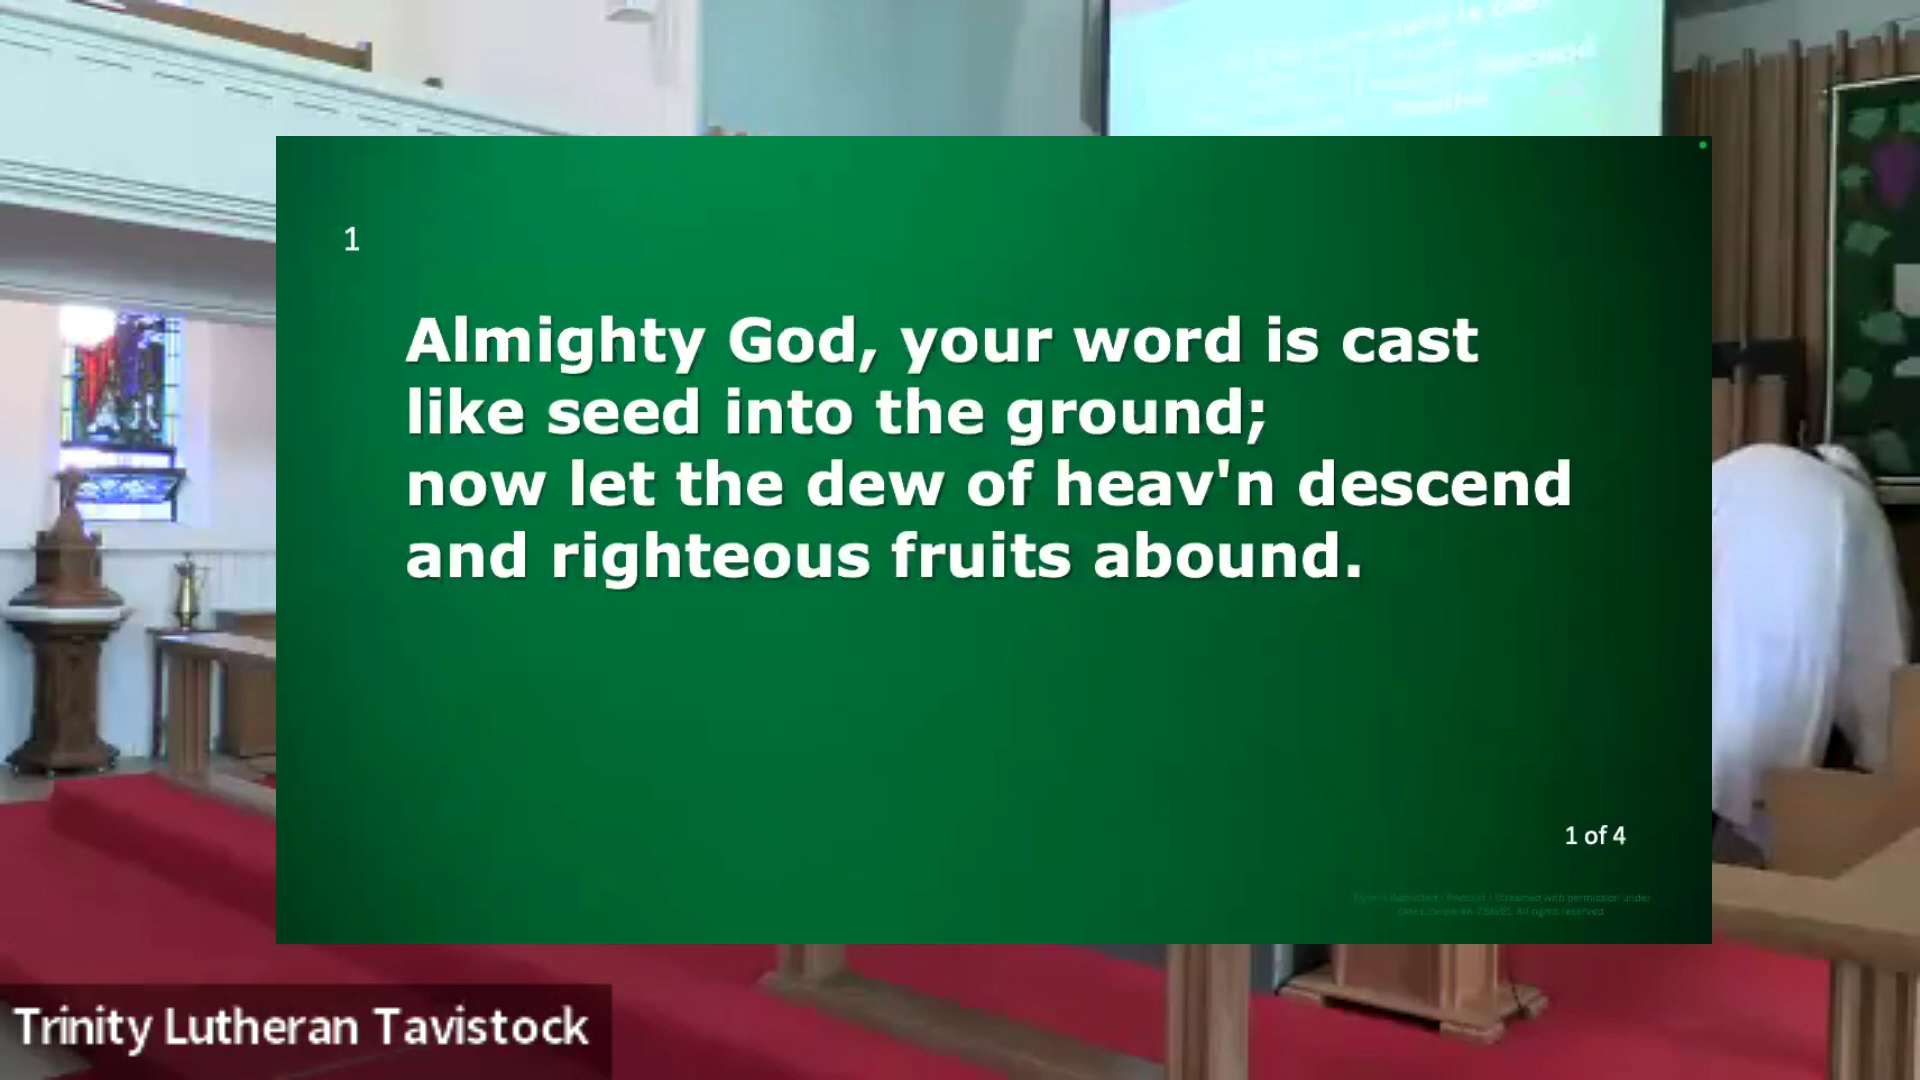 1
Almighty God, your word is cast
like seed into the ground;
now let the dew of heav'n descend
and righteous fruits abound.
1 of 4
Trinity Lutheran Tavistock